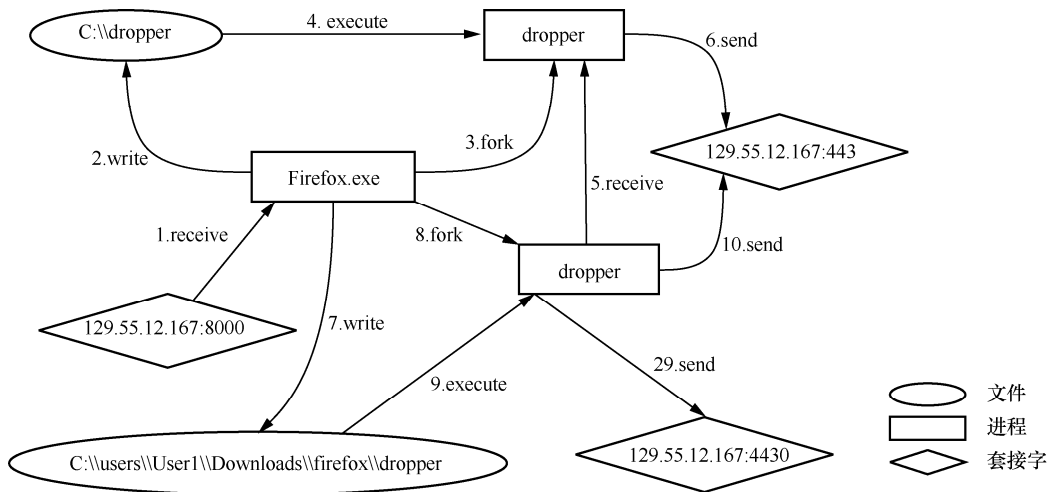 C:\\dropper
4. execute
dropper
6.send
2.write
3.fork
129.55.12.167:443
Firefox.exe
5.receive
1.receive
8.fork
10.send
dropper
129.55.12.167:8000
7.write
9.execute
29.send
文件
进程
C:\\users\\User1\\Downloads\\firefox\\dropper
129.55.12.167:4430
套接字